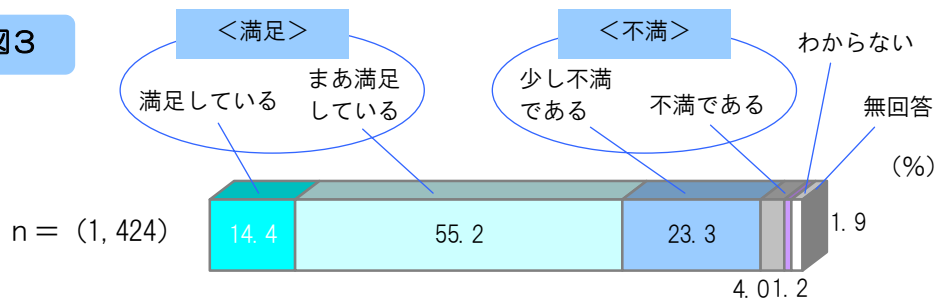 図3
＜満足＞
＜不満＞
わからない
満足している
まあ満足
している
少し不満
である
不満である
無回答
(%)
n＝(1,424)
14.4
55.2
23.3
4.0
1.2
1.9